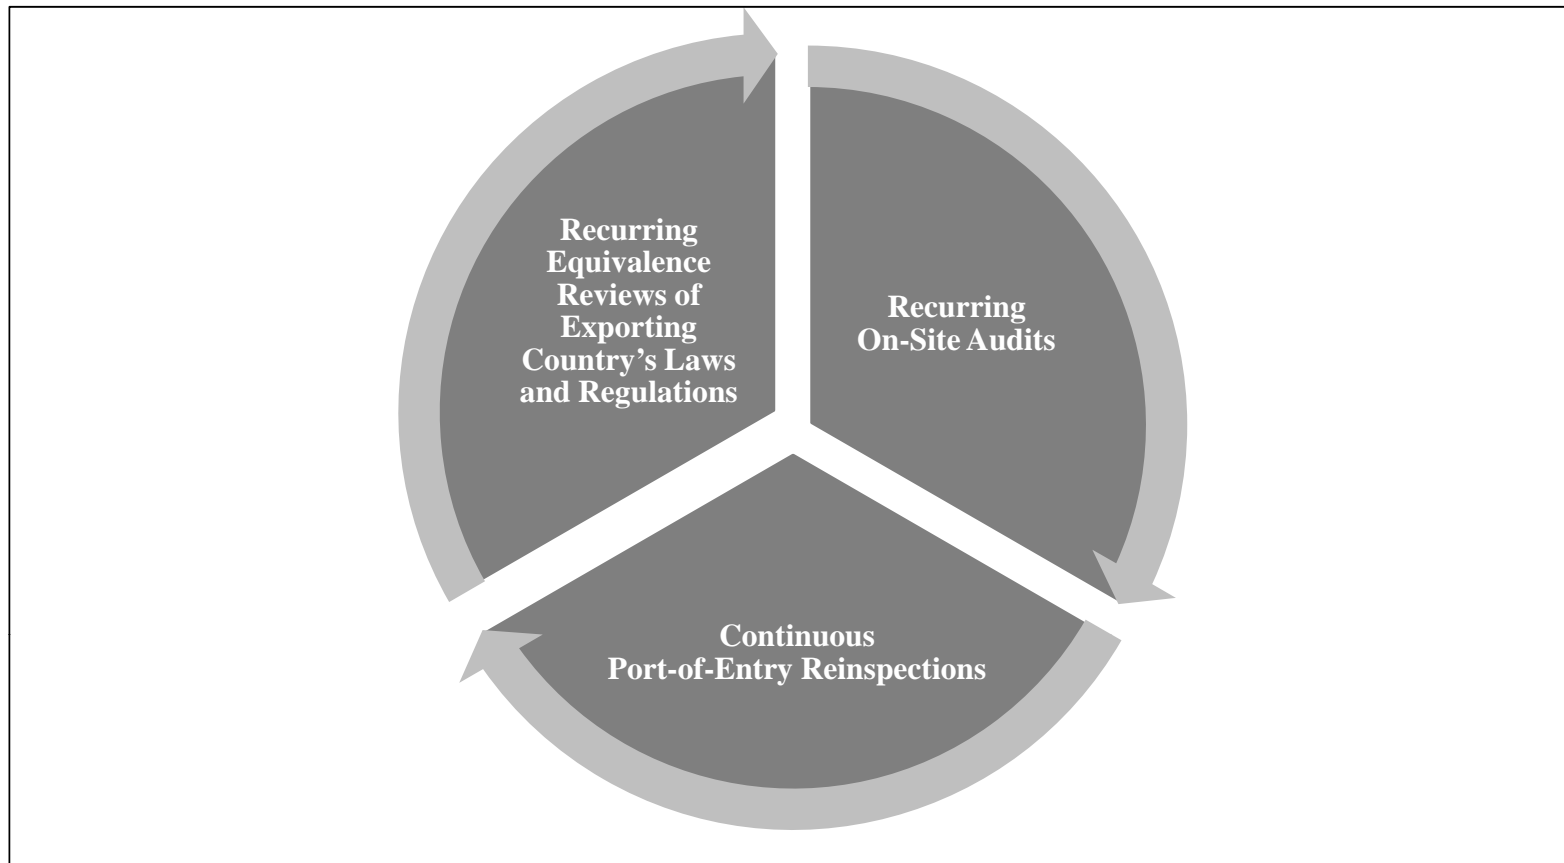 Recurring
Equivalence
Reviews of
Exporting
Country’s Laws
and Regulations
Recurring
On-Site Audits
Continuous
Port-of-Entry Reinspections